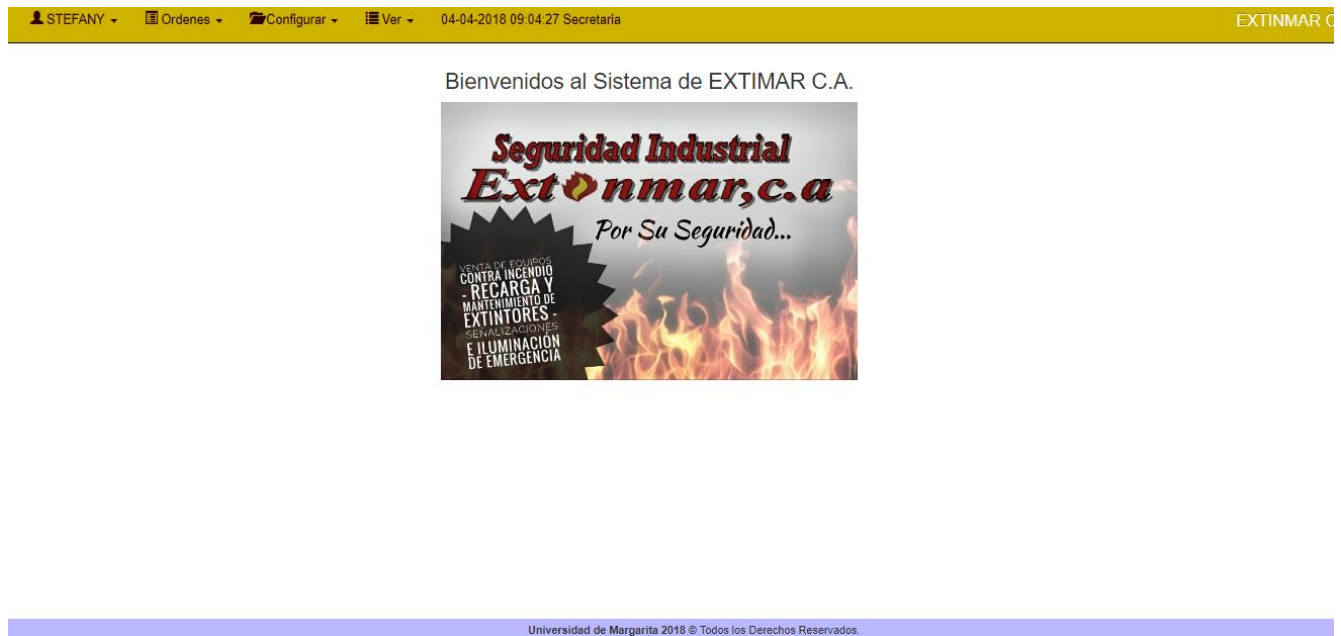 STEFANY Ordenes Configurar Ver 04-04-2018 09:04:27 Secretaria EXTINMAR C
Bienvenidos al Sistema de EXTIMAR C.A.
Seguridad Industrial
Extinmar,c.a
Por Su Seguridad...
VENTA DE EQUIPOS
CONTRA INCENDIO
- RECARGA Y
MANTENIMIENTO DE
EXTINTORES -
SEÑALIZACIONES
E ILUMINACIÓN
DE EMERGENCIA
Universidad de Margarita 2018 © Todos los Derechos Reservados.